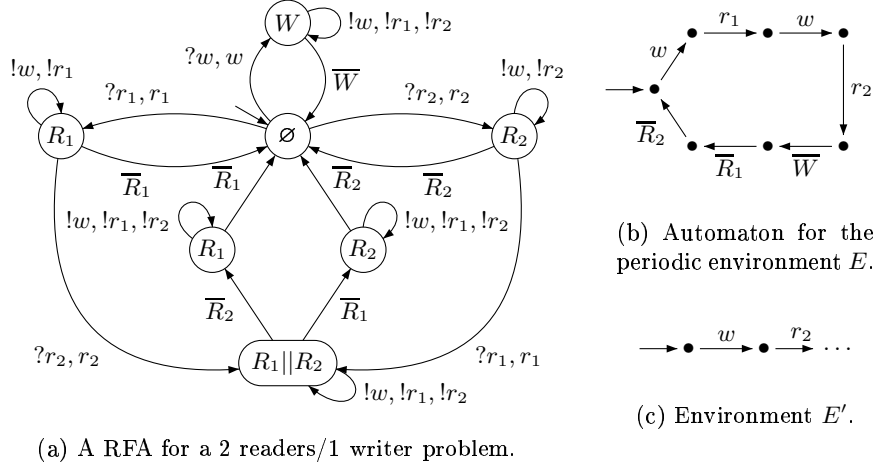 W
!w, !r₁, !r₂
?w, w
W̅
!w, !r₁
?r₁, r₁
?r₂, r₂
!w, !r₂
R₁
∅
R₂
R̅₁
R̅₁
R̅₂
R̅₂
!w, !r₁, !r₂
!w, !r₁, !r₂
R₁
R₂
R̅₂
R̅₁
?r₂, r₂
R₁||R₂
?r₁, r₁
!w, !r₁, !r₂
(a) A RFA for a 2 readers/1 writer problem.
r₁
w
w
r₂
R̅₂
R̅₁
W̅
(b) Automaton for the
periodic environment E.
w
r₂
···
(c) Environment E′.